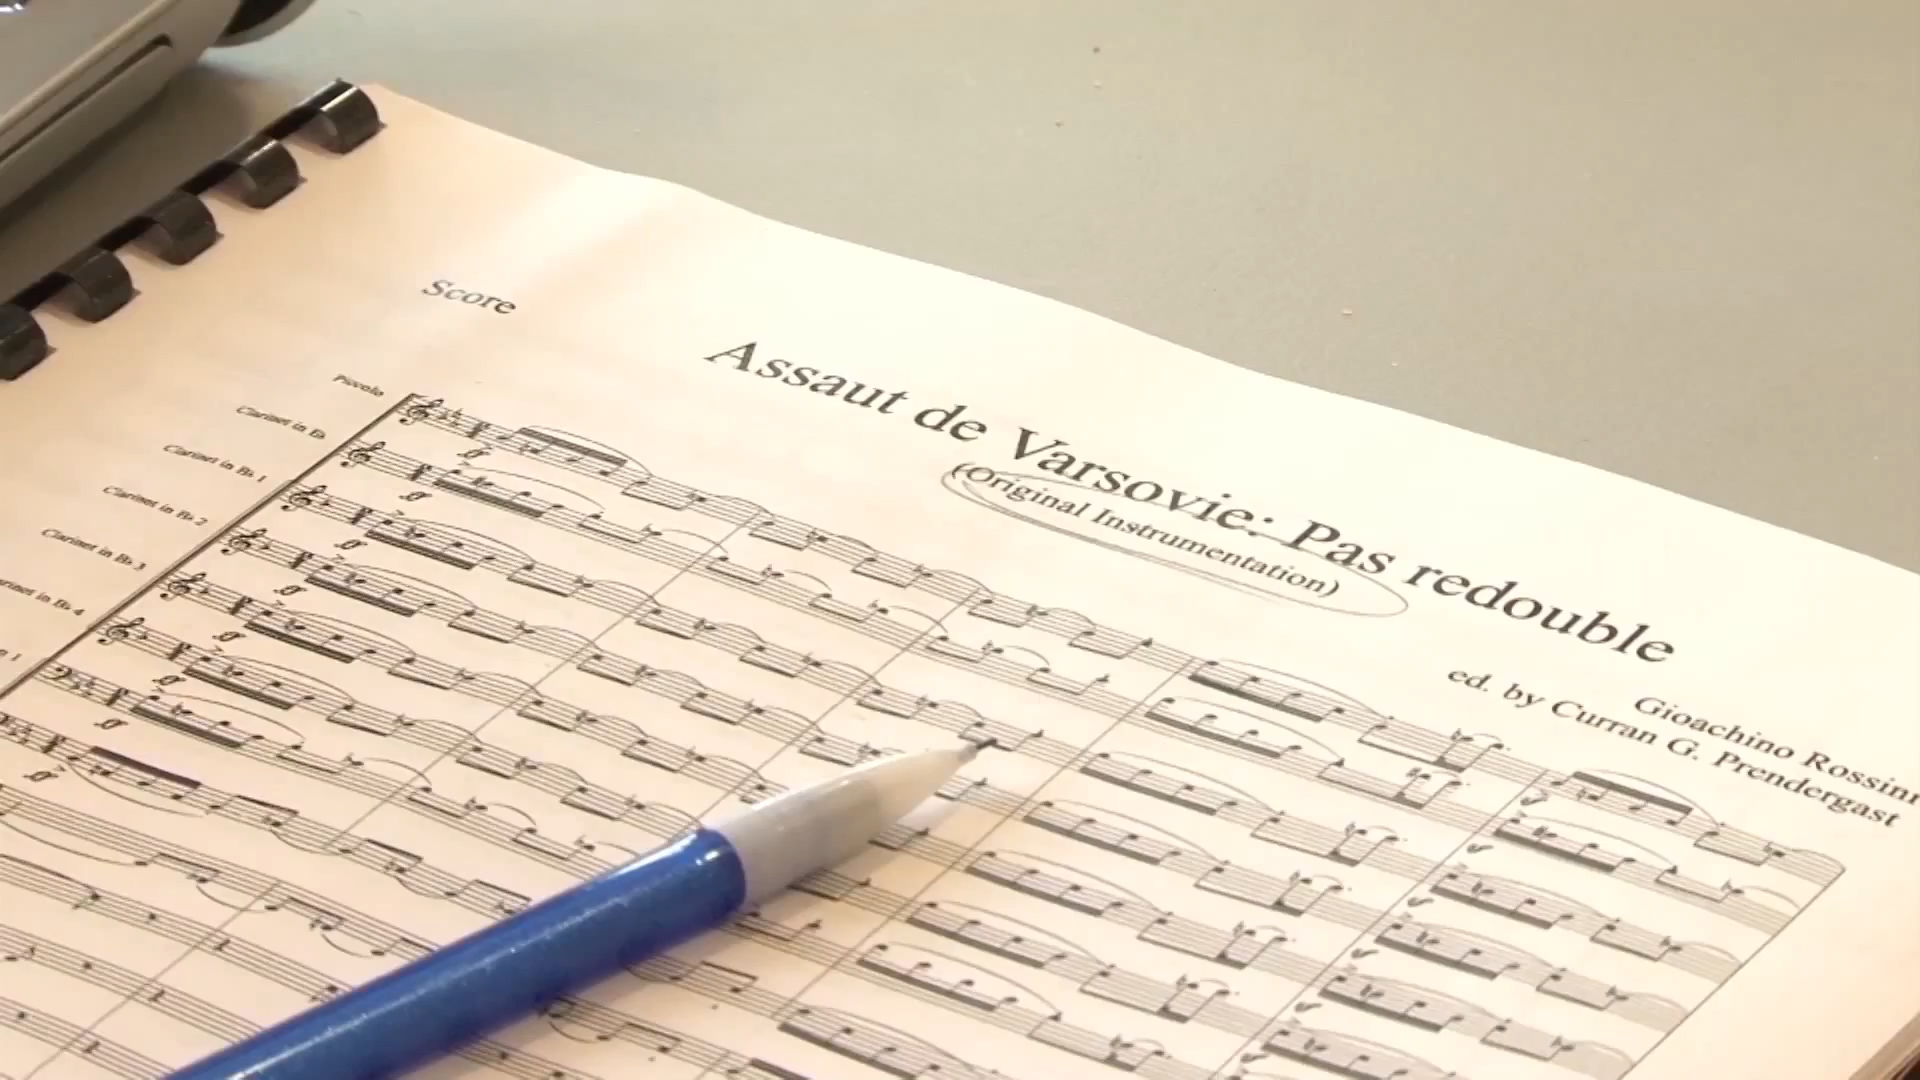 Score
Assaut de Varsovie: Pas redouble
(Original Instrumentation)
Gioachino Rossini
ed. by Curran G. Prendergast
Piccolo
Clarinet in E♭
Clarinet in B♭ 1
Clarinet in B♭ 2
Clarinet in B♭ 3
in B♭ 4